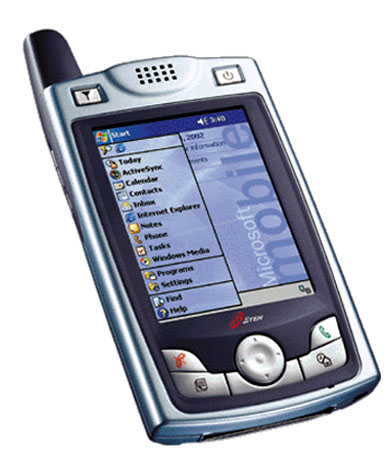 Start
3:40
, 2002
Information
Today
ActiveSync
Calendar
Contacts
Inbox
Internet Explorer
Notes
Phone
Tasks
Windows Media
Programs
Settings
Find
Help
Microsoft
mobile
ETEN